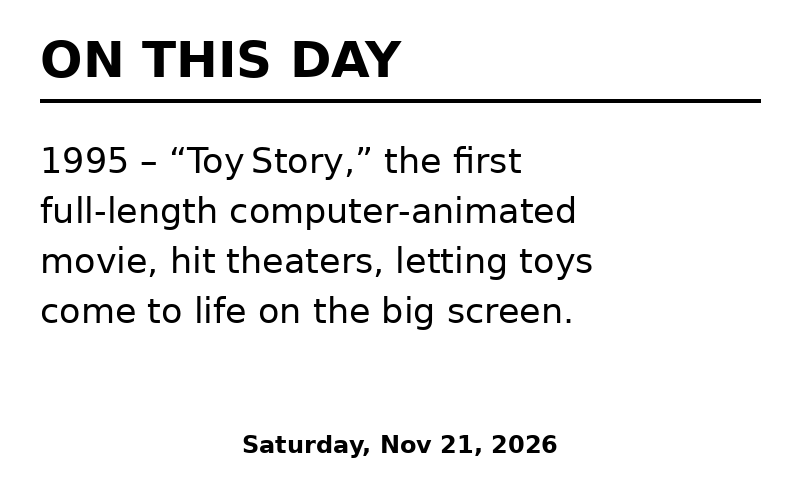 ON THIS DAY
1995 – “Toy Story,” the first
full-length computer-animated
movie, hit theaters, letting toys
come to life on the big screen.
Saturday, Nov 21, 2026